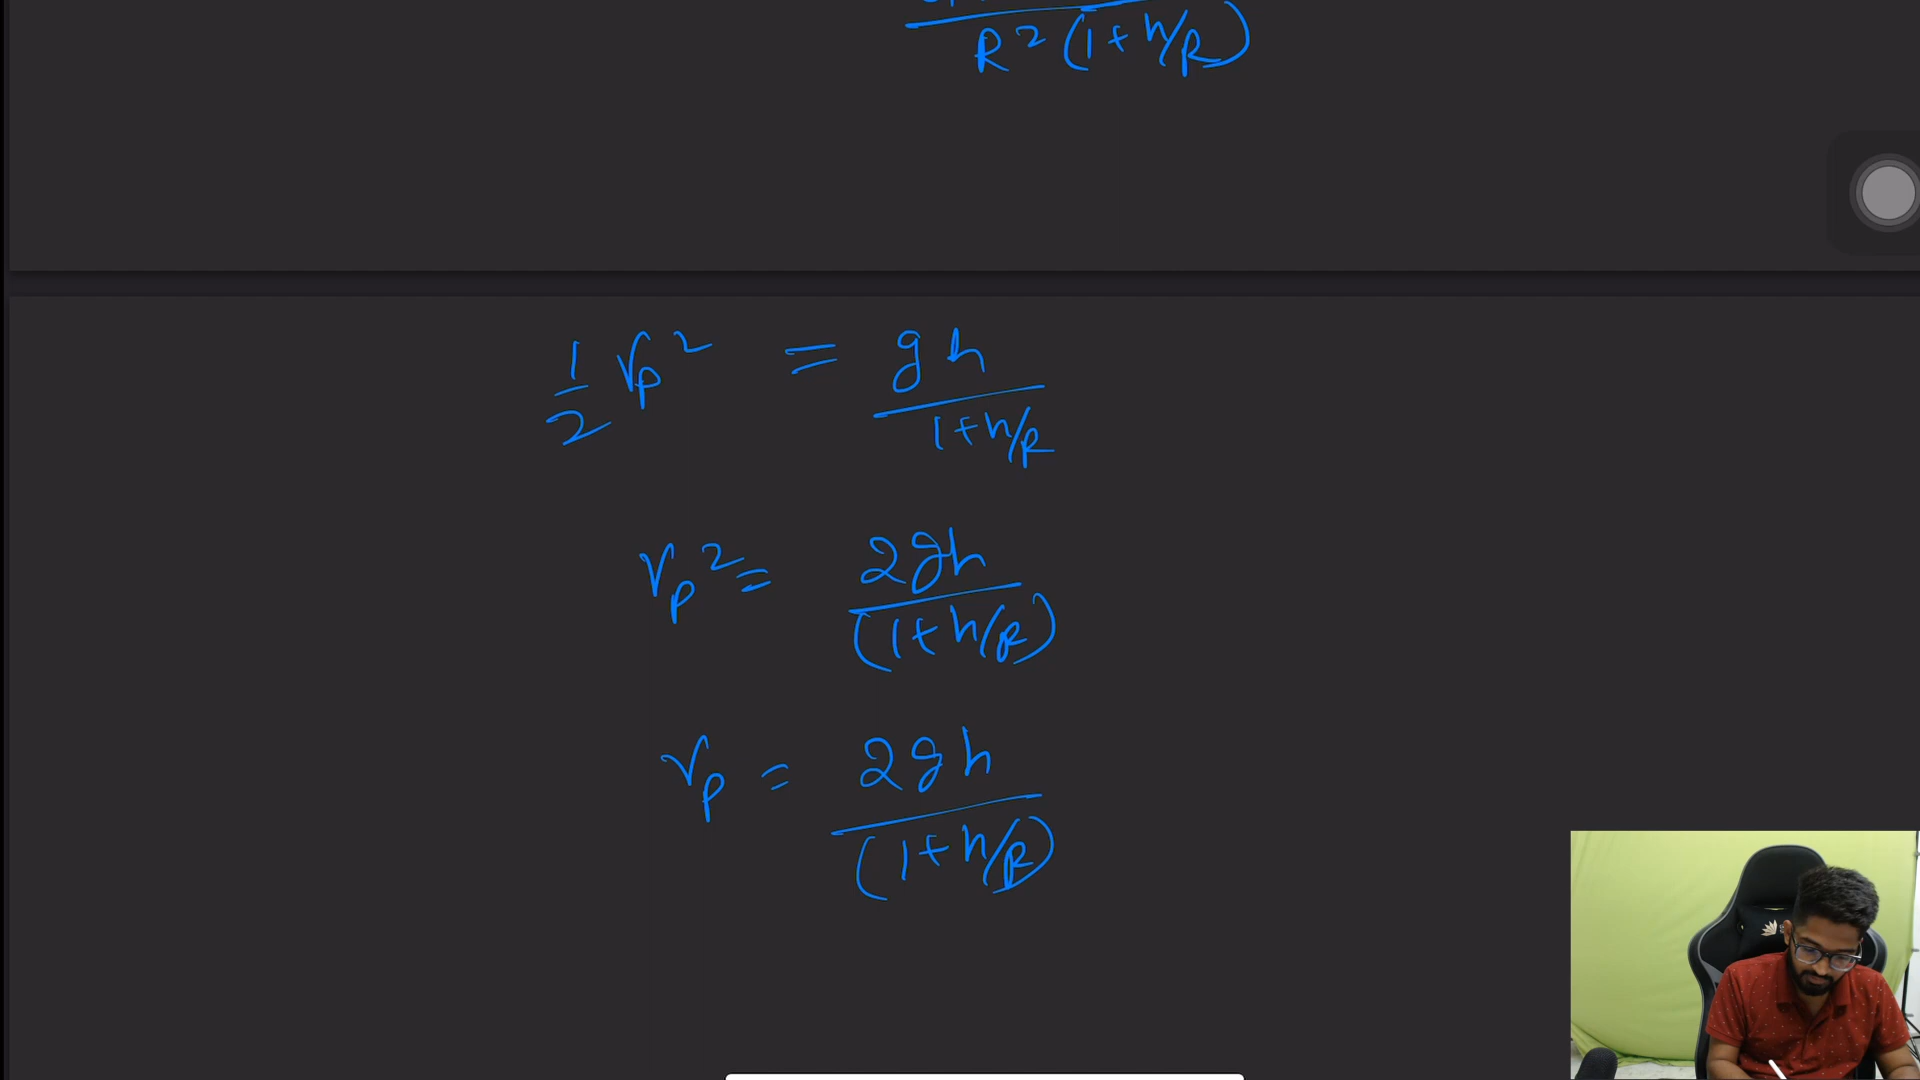 R² (1+h/R)
1/2 Vp² = gh/1+h/R
Vp² = 2gh/(1+h/R)
Vp = 2gh/(1+h/R)